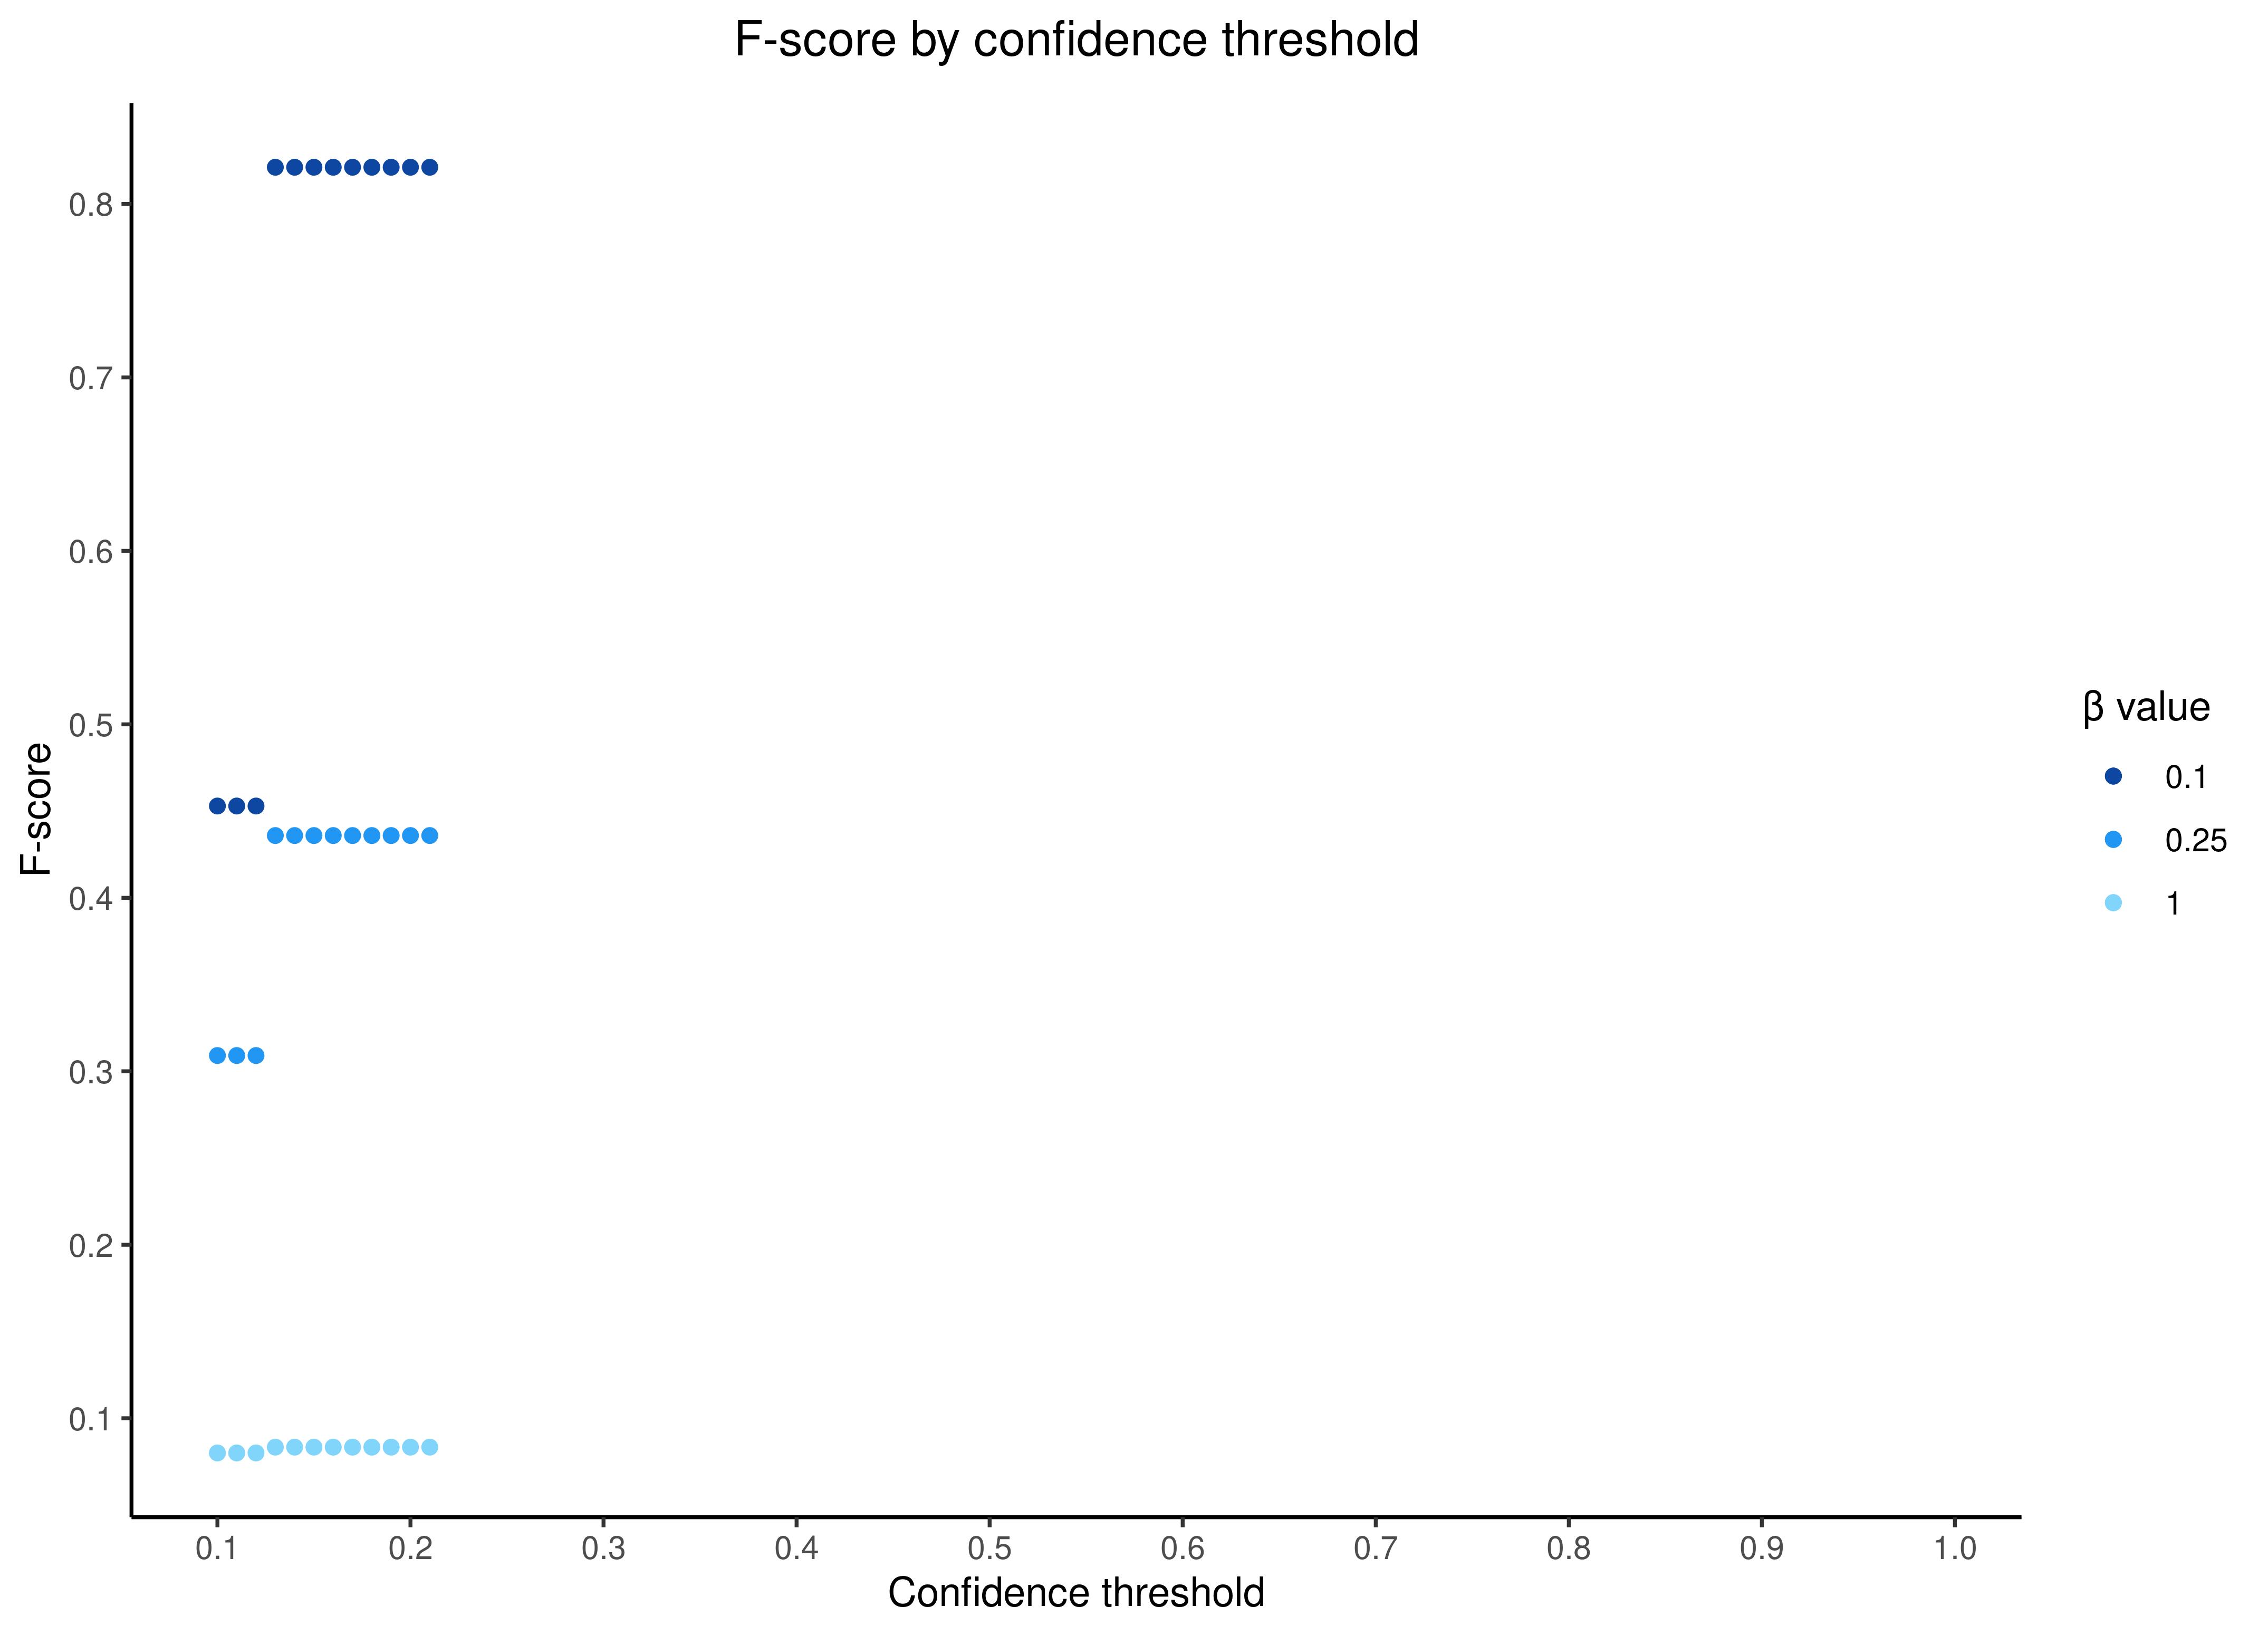 F-score by confidence threshold
F-score
0.8
0.7
0.6
0.5
0.4
0.3
0.2
0.1
0.1 0.2 0.3 0.4 0.5 0.6 0.7 0.8 0.9 1.0
Confidence threshold
β value
0.1
0.25
1